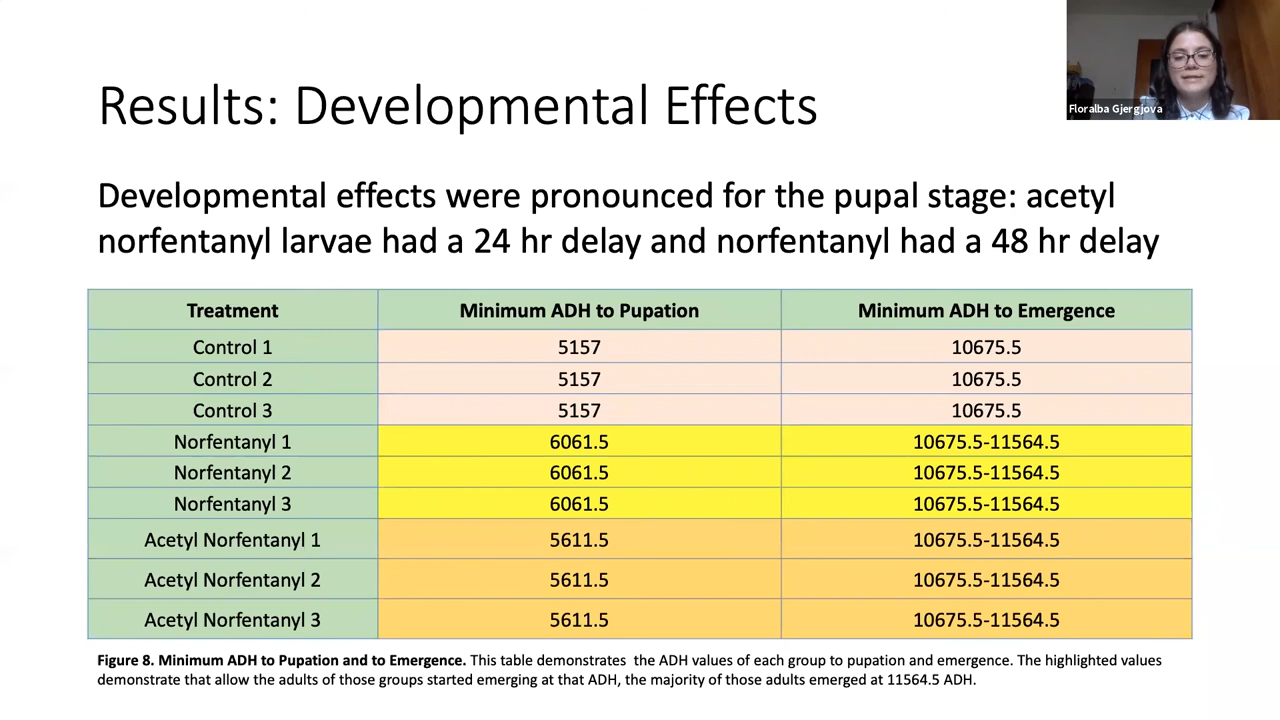 Floralba Gjergjova
Results: Developmental Effects
Developmental effects were pronounced for the pupal stage: acetyl
norfentanyl larvae had a 24 hr delay and norfentanyl had a 48 hr delay
Treatment Minimum ADH to Pupation Minimum ADH to Emergence
Control 1 5157 10675.5
Control 2 5157 10675.5
Control 3 5157 10675.5
Norfentanyl 1 6061.5 10675.5-11564.5
Norfentanyl 2 6061.5 10675.5-11564.5
Norfentanyl 3 6061.5 10675.5-11564.5
Acetyl Norfentanyl 1 5611.5 10675.5-11564.5
Acetyl Norfentanyl 2 5611.5 10675.5-11564.5
Acetyl Norfentanyl 3 5611.5 10675.5-11564.5
Figure 8. Minimum ADH to Pupation and to Emergence. This table demonstrates the ADH values of each group to pupation and emergence. The highlighted values
demonstrate that allow the adults of those groups started emerging at that ADH, the majority of those adults emerged at 11564.5 ADH.